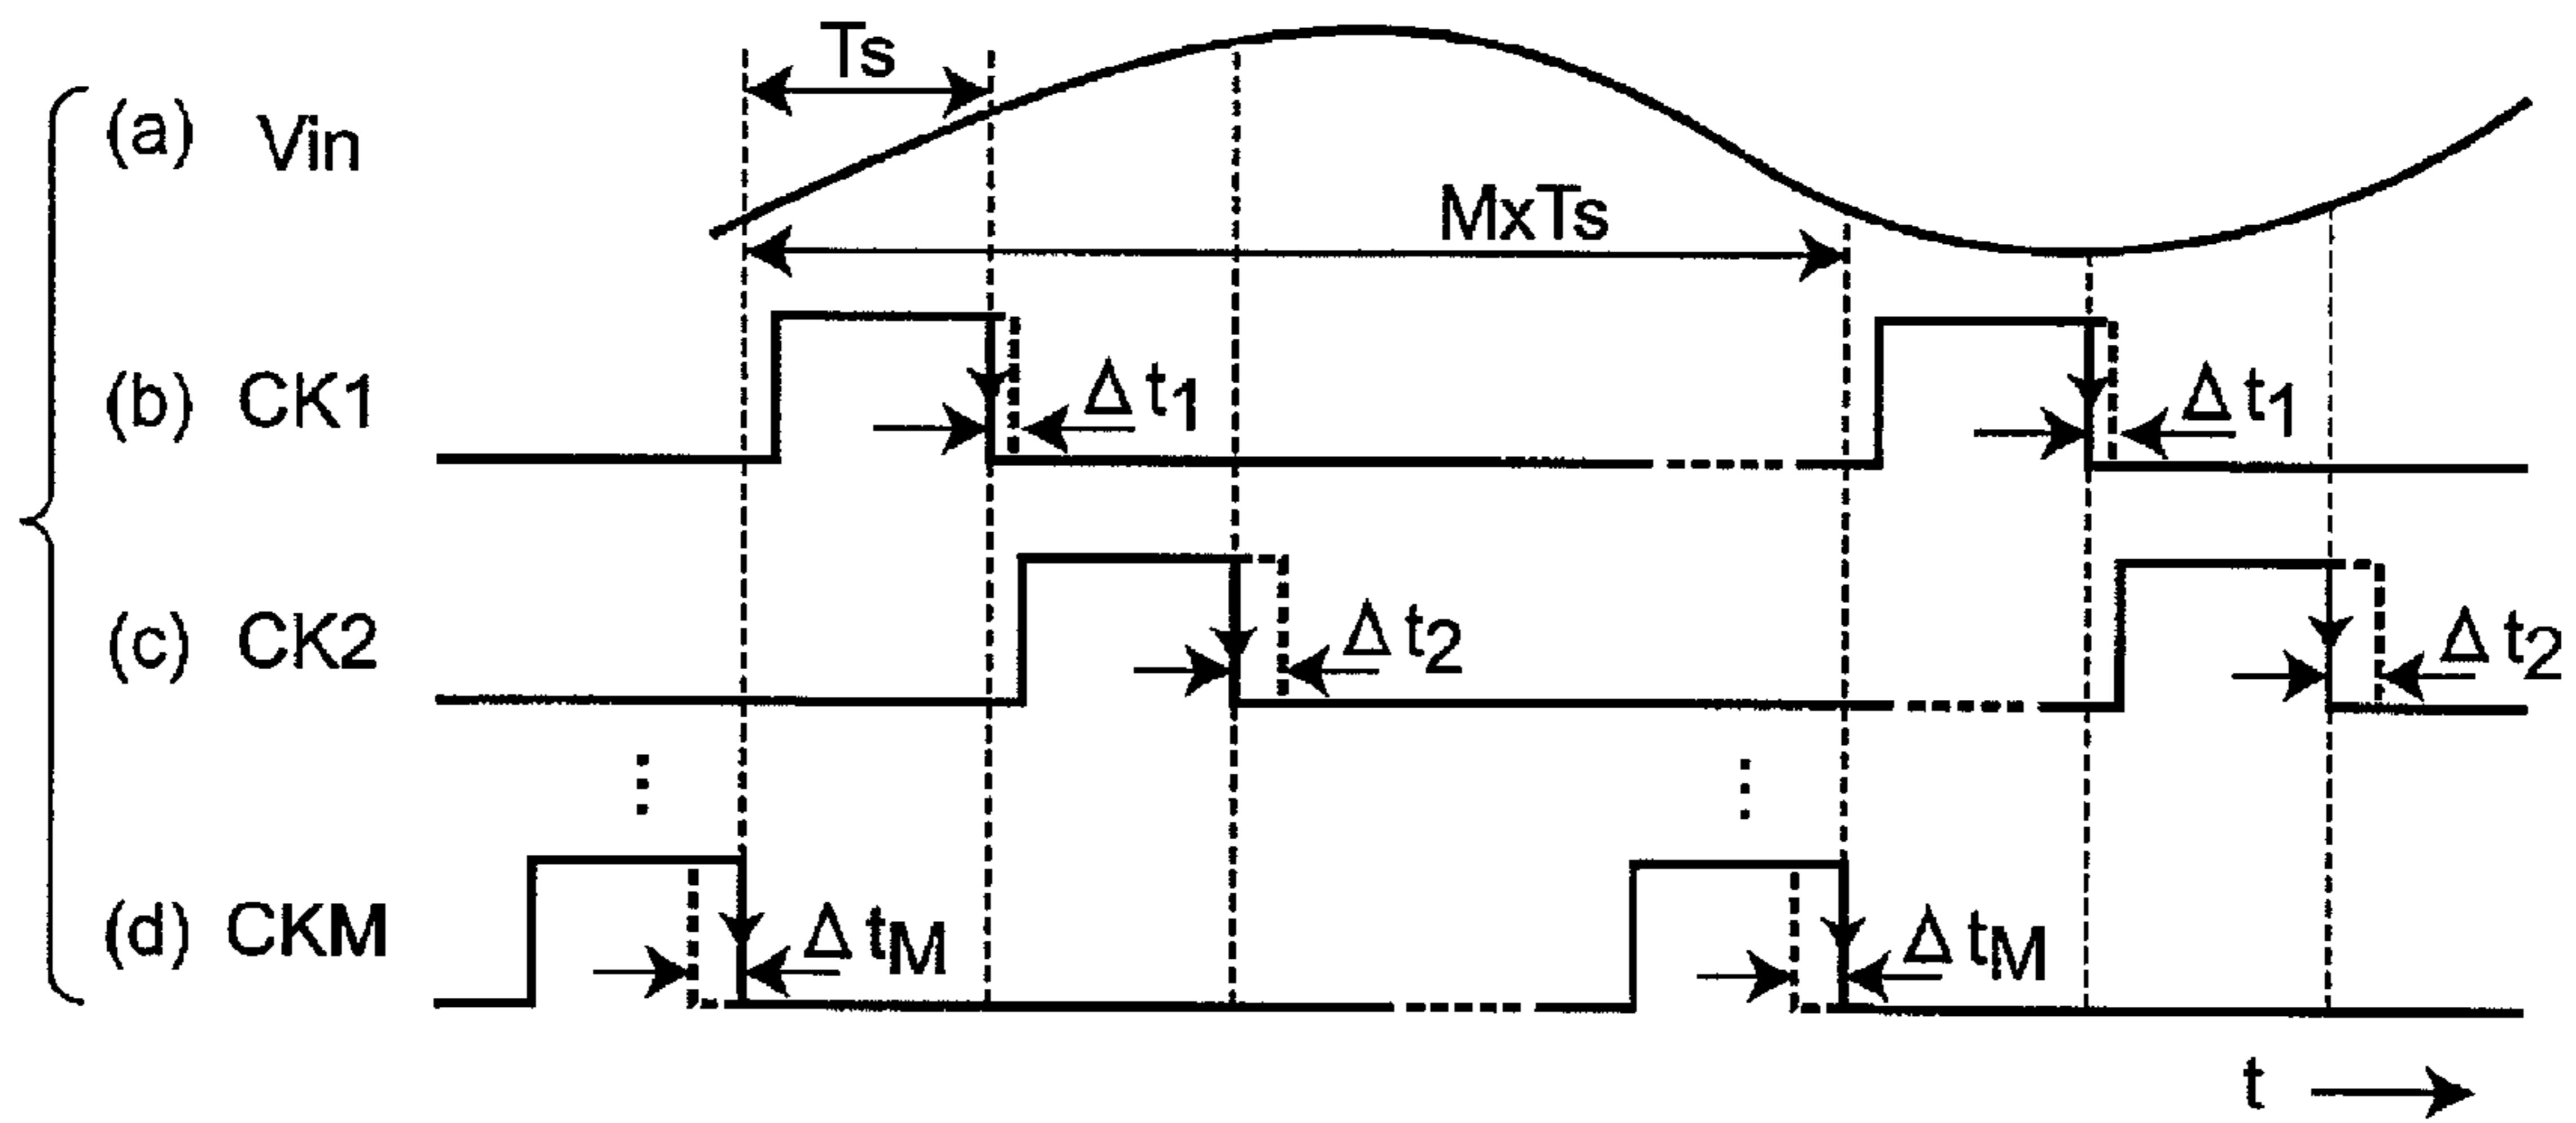 Ts
(a) Vin
MxTs
(b) CK1 Δt1 Δt1
(c) CK2 Δt2 Δt2
(d) CKM ΔtM ΔtM
t